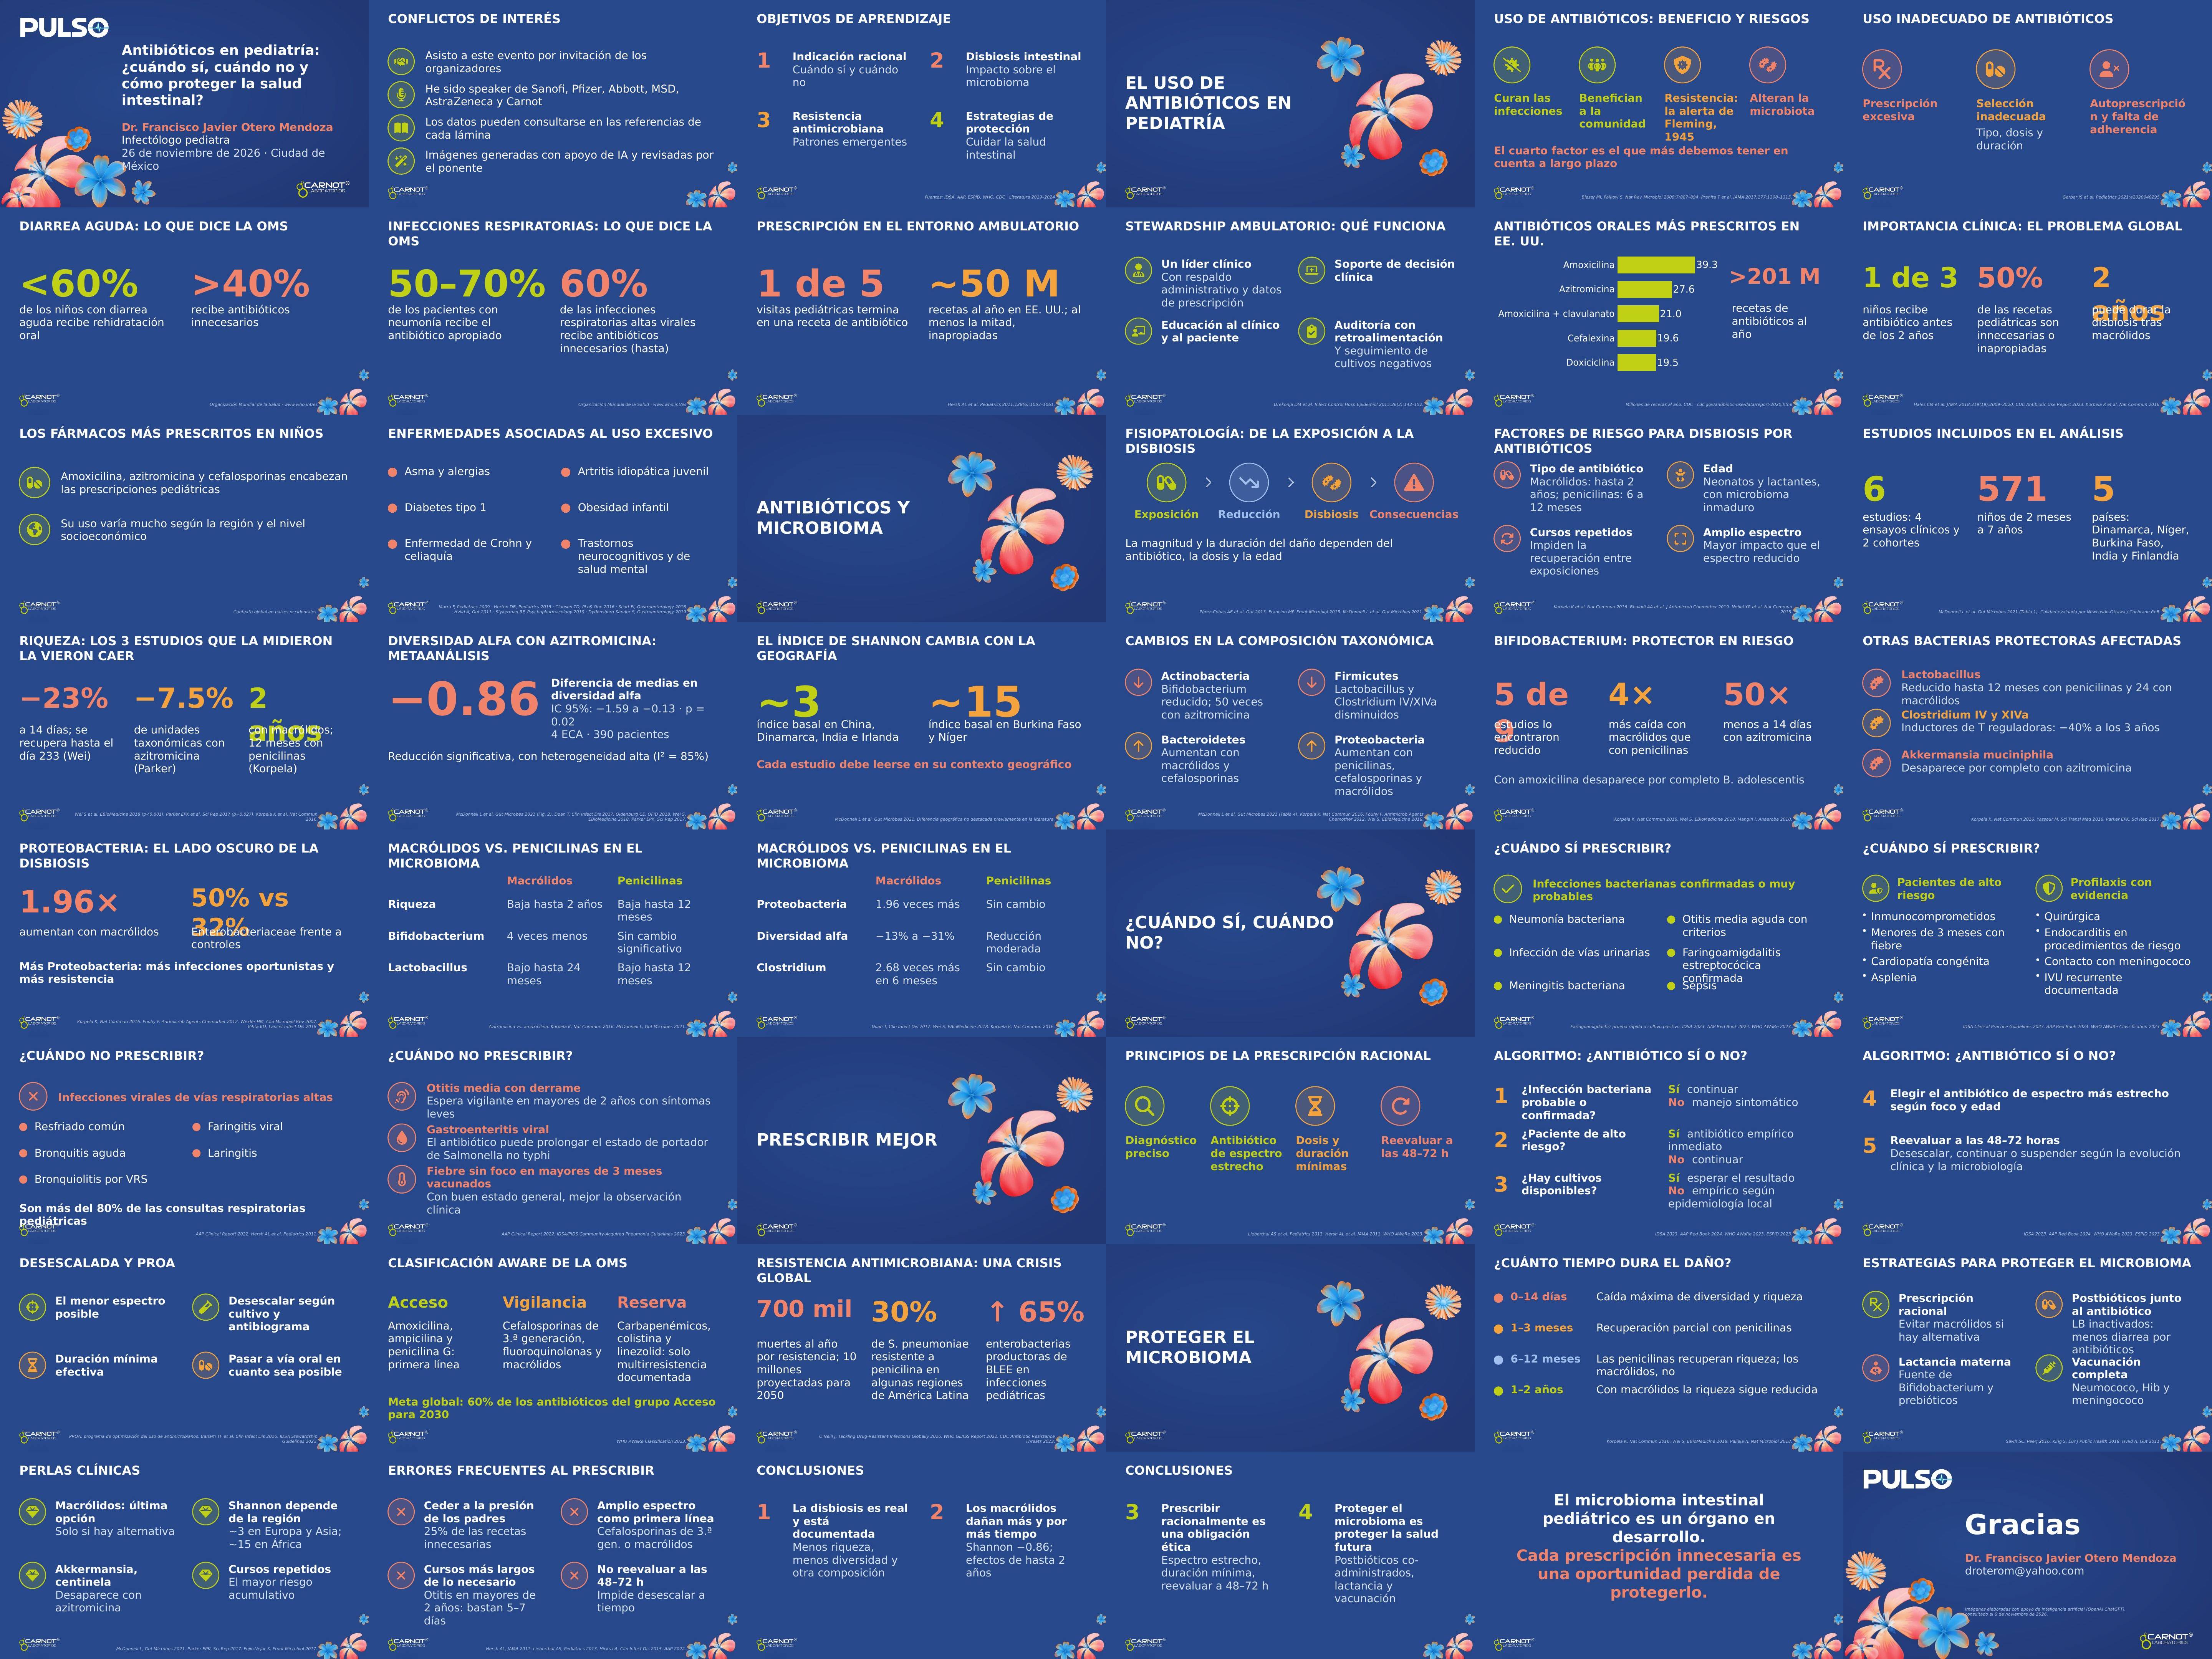 PULSO
Antibióticos en pediatría:
¿cuándo sí, cuándo no y
cómo proteger la salud
intestinal?
Dr. Francisco Javier Otero Mendoza
Infectólogo pediatra
26 de noviembre de 2026 · Ciudad de
México
CARNOT
LABORATORIOS
CONFLICTOS DE INTERÉS
Asisto a este evento por invitación de los
organizadores
He sido speaker de Sanofi, Pfizer, Abbott, MSD,
AstraZeneca y Carnot
Los datos pueden consultarse en las referencias de
cada lámina
Imágenes generadas con apoyo de IA y revisadas por
el ponente
OBJETIVOS DE APRENDIZAJE
1 Indicación racional
Cuándo sí y cuándo
no
2 Disbiosis intestinal
Impacto sobre el
microbioma
3 Resistencia
antimicrobiana
Patrones emergentes
4 Estrategias de
protección
Cuidar la salud
intestinal
Fuentes: IDSA, AAP, ESPID, WHO, CDC · Literatura 2019–2024
EL USO DE
ANTIBIÓTICOS EN
PEDIATRÍA
USO DE ANTIBIÓTICOS: BENEFICIO Y RIESGOS
Curan las
infecciones
Benefician
a la
comunidad
Resistencia:
la alerta de
Fleming,
1945
Alteran la
microbiota
El cuarto factor es el que más debemos tener en
cuenta a largo plazo
USO INADECUADO DE ANTIBIÓTICOS
Prescripción
excesiva
Selección
inadecuada
Tipo, dosis y
duración
Autoprescripció
n y falta de
adherencia
DIARREA AGUDA: LO QUE DICE LA OMS
<60%
de los niños con diarrea
aguda recibe rehidratación
oral
>40%
recibe antibióticos
innecesarios
INFECCIONES RESPIRATORIAS: LO QUE DICE LA
OMS
50–70%
de los pacientes con
neumonía recibe el
antibiótico apropiado
60%
de las infecciones
respiratorias altas virales
recibe antibióticos
innecesarios (hasta)
PRESCRIPCIÓN EN EL ENTORNO AMBULATORIO
1 de 5
visitas pediátricas termina
en una receta de antibiótico
~50 M
recetas al año en EE. UU.; al
menos la mitad,
inapropiadas
STEWARDSHIP AMBULATORIO: QUÉ FUNCIONA
Un líder clínico
Con respaldo
administrativo y datos
de prescripción
Soporte de decisión
clínica
Educación al clínico
y al paciente
Auditoría con
retroalimentación
Y seguimiento de
cultivos negativos
ANTIBIÓTICOS ORALES MÁS PRESCRITOS EN
EE. UU.
Amoxicilina 39.3
Azitromicina 27.6
Amoxicilina + clavulanato 21.0
Cefalexina 19.6
Doxiciclina 19.5
>201 M
recetas de
antibióticos al
año
IMPORTANCIA CLÍNICA: EL PROBLEMA GLOBAL
1 de 3
niños recibe
antibiótico antes
de los 2 años
50%
de las recetas
pediátricas son
innecesarias o
inapropiadas
2
años
puede durar la
disbiosis tras
macrólidos
LOS FÁRMACOS MÁS PRESCRITOS EN NIÑOS
Amoxicilina, azitromicina y cefalosporinas encabezan
las prescripciones pediátricas
Su uso varía mucho según la región y el nivel
socioeconómico
Contexto global en países occidentales
ENFERMEDADES ASOCIADAS AL USO EXCESIVO
Asma y alergias
Artritis idiopática juvenil
Diabetes tipo 1
Obesidad infantil
Enfermedad de Crohn y
celiaquía
Trastornos
neurocognitivos y de
salud mental
ANTIBIÓTICOS Y
MICROBIOMA
FISIOPATOLOGÍA: DE LA EXPOSICIÓN A LA
DISBIOSIS
Exposición
Reducción
Disbiosis
Consecuencias
La magnitud y la duración del daño dependen del
antibiótico, la dosis y la edad
FACTORES DE RIESGO PARA DISBIOSIS POR
ANTIBIÓTICOS
Tipo de antibiótico
Macrólidos: hasta 2
años; penicilinas: 6 a
12 meses
Edad
Neonatos y lactantes,
con microbioma
inmaduro
Cursos repetidos
Impiden la
recuperación entre
exposiciones
Amplio espectro
Mayor impacto que el
espectro reducido
ESTUDIOS INCLUIDOS EN EL ANÁLISIS
6
estudios: 4
ensayos clínicos y
2 cohortes
571
niños de 2 meses
a 7 años
5
países:
Dinamarca, Níger,
Burkina Faso,
India y Finlandia
RIQUEZA: LOS 3 ESTUDIOS QUE LA MIDIERON
LA VIERON CAER
−23%
a 14 días; se
recupera hasta el
día 233 (Wei)
−7.5%
de unidades
taxonómicas con
azitromicina
(Parker)
2
años
con macrólidos;
12 meses con
penicilinas
(Korpela)
DIVERSIDAD ALFA CON AZITROMICINA:
METAANÁLISIS
−0.86
Diferencia de medias en
diversidad alfa
IC 95%: −1.59 a −0.13 · p =
0.02
4 ECA · 390 pacientes
Reducción significativa, con heterogeneidad alta (I² = 85%)
EL ÍNDICE DE SHANNON CAMBIA CON LA
GEOGRAFÍA
~3
índice basal en China,
Dinamarca, India e Irlanda
~15
índice basal en Burkina Faso
y Níger
Cada estudio debe leerse en su contexto geográfico
CAMBIOS EN LA COMPOSICIÓN TAXONÓMICA
Actinobacteria
Bifidobacterium
reducido; 50 veces
con azitromicina
Firmicutes
Lactobacillus y
Clostridium IV/XIVa
disminuidos
Bacteroidetes
Aumentan con
macrólidos y
cefalosporinas
Proteobacteria
Aumentan con
penicilinas,
cefalosporinas y
macrólidos
BIFIDOBACTERIUM: PROTECTOR EN RIESGO
5 de
9
estudios lo
encontraron
reducido
4×
más caída con
macrólidos que
con penicilinas
50×
menos a 14 días
con azitromicina
Con amoxicilina desaparece por completo B. adolescentis
OTRAS BACTERIAS PROTECTORAS AFECTADAS
Lactobacillus
Reducido hasta 12 meses con penicilinas y 24 con
macrólidos
Clostridium IV y XIVa
Inductores de T reguladoras: −40% a los 3 años
Akkermansia muciniphila
Desaparece por completo con azitromicina
PROTEOBACTERIA: EL LADO OSCURO DE LA
DISBIOSIS
1.96×
aumentan con macrólidos
50% vs
32%
Enterobacteriaceae frente a
controles
Más Proteobacteria: más infecciones oportunistas y
más resistencia
MACRÓLIDOS VS. PENICILINAS EN EL
MICROBIOMA
Macrólidos Penicilinas
Riqueza Baja hasta 2 años Baja hasta 12
meses
Bifidobacterium 4 veces menos Sin cambio
significativo
Lactobacillus Bajo hasta 24
meses
Bajo hasta 12
meses
MACRÓLIDOS VS. PENICILINAS EN EL
MICROBIOMA
Macrólidos Penicilinas
Proteobacteria 1.96 veces más Sin cambio
Diversidad alfa −13% a −31% Reducción
moderada
Clostridium 2.68 veces más
en 6 meses
Sin cambio
¿CUÁNDO SÍ, CUÁNDO
NO?
¿CUÁNDO SÍ PRESCRIBIR?
Infecciones bacterianas confirmadas o muy
probables
Neumonía bacteriana
Otitis media aguda con
criterios
Infección de vías urinarias
Faringoamigdalitis
estreptocócica
confirmada
Meningitis bacteriana
Sepsis
¿CUÁNDO SÍ PRESCRIBIR?
Pacientes de alto
riesgo
• Inmunocomprometidos
• Menores de 3 meses con
fiebre
• Cardiopatía congénita
• Asplenia
Profilaxis con
evidencia
• Quirúrgica
• Endocarditis en
procedimientos de riesgo
• Contacto con meningococo
• IVU recurrente
documentada
¿CUÁNDO NO PRESCRIBIR?
Infecciones virales de vías respiratorias altas
Resfriado común
Faringitis viral
Bronquitis aguda
Laringitis
Bronquiolitis por VRS
Son más del 80% de las consultas respiratorias
pediátricas
¿CUÁNDO NO PRESCRIBIR?
Otitis media con derrame
Espera vigilante en mayores de 2 años con síntomas
leves
Gastroenteritis viral
El antibiótico puede prolongar el estado de portador
de Salmonella no typhi
Fiebre sin foco en mayores de 3 meses
vacunados
Con buen estado general, mejor la observación
clínica
PRESCRIBIR MEJOR
PRINCIPIOS DE LA PRESCRIPCIÓN RACIONAL
Diagnóstico
preciso
Antibiótico
de espectro
estrecho
Dosis y
duración
mínimas
Reevaluar a
las 48–72 h
ALGORITMO: ¿ANTIBIÓTICO SÍ O NO?
1 ¿Infección bacteriana
probable o
confirmada?
Sí continuar
No manejo sintomático
2 ¿Paciente de alto
riesgo?
Sí antibiótico empírico
inmediato
No continuar
3 ¿Hay cultivos
disponibles?
Sí esperar el resultado
No empírico según
epidemiología local
ALGORITMO: ¿ANTIBIÓTICO SÍ O NO?
4 Elegir el antibiótico de espectro más estrecho
según foco y edad
5 Reevaluar a las 48–72 horas
Desescalar, continuar o suspender según la evolución
clínica y la microbiología
DESESCALADA Y PROA
El menor espectro
posible
Desescalar según
cultivo y
antibiograma
Duración mínima
efectiva
Pasar a vía oral en
cuanto sea posible
CLASIFICACIÓN AWARE DE LA OMS
Acceso
Amoxicilina,
ampicilina y
penicilina G:
primera línea
Vigilancia
Cefalosporinas de
3.ª generación,
fluoroquinolonas y
macrólidos
Reserva
Carbapenémicos,
colistina y
linezolid: solo
multirresistencia
documentada
Meta global: 60% de los antibióticos del grupo Acceso
para 2030
WHO AWaRe Classification 2023
RESISTENCIA ANTIMICROBIANA: UNA CRISIS
GLOBAL
700 mil
muertes al año
por resistencia; 10
millones
proyectadas para
2050
30%
de S. pneumoniae
resistente a
penicilina en
algunas regiones
de América Latina
↑ 65%
enterobacterias
productoras de
BLEE en
infecciones
pediátricas
PROTEGER EL
MICROBIOMA
¿CUÁNTO TIEMPO DURA EL DAÑO?
0–14 días Caída máxima de diversidad y riqueza
1–3 meses Recuperación parcial con penicilinas
6–12 meses Las penicilinas recuperan riqueza; los
macrólidos, no
1–2 años Con macrólidos la riqueza sigue reducida
ESTRATEGIAS PARA PROTEGER EL MICROBIOMA
Prescripción
racional
Evitar macrólidos si
hay alternativa
Postbióticos junto
al antibiótico
LB inactivados:
menos diarrea por
antibióticos
Lactancia materna
Fuente de
Bifidobacterium y
prebióticos
Vacunación
completa
Neumococo, Hib y
meningococo
PERLAS CLÍNICAS
Macrólidos: última
opción
Solo si hay alternativa
Shannon depende
de la región
~3 en Europa y Asia;
~15 en África
Akkermansia,
centinela
Desaparece con
azitromicina
Cursos repetidos
El mayor riesgo
acumulativo
ERRORES FRECUENTES AL PRESCRIBIR
Ceder a la presión
de los padres
25% de las recetas
innecesarias
Amplio espectro
como primera línea
Cefalosporinas de 3.ª
gen. o macrólidos
Cursos más largos
de lo necesario
Otitis en mayores de
2 años: bastan 5–7
días
No reevaluar a las
48–72 h
Impide desescalar a
tiempo
CONCLUSIONES
1 La disbiosis es real
y está
documentada
Menos riqueza,
menos diversidad y
otra composición
2 Los macrólidos
dañan más y por
más tiempo
Shannon −0.86;
efectos de hasta 2
años
CONCLUSIONES
3 Prescribir
racionalmente es
una obligación
ética
Espectro estrecho,
duración mínima,
reevaluar a 48–72 h
4 Proteger el
microbioma es
proteger la salud
futura
Postbióticos co-
administrados,
lactancia y
vacunación
El microbioma intestinal
pediátrico es un órgano en
desarrollo.
Cada prescripción innecesaria es
una oportunidad perdida de
protegerlo.
PULSO
Gracias
Dr. Francisco Javier Otero Mendoza
droterom@yahoo.com
CARNOT
LABORATORIOS